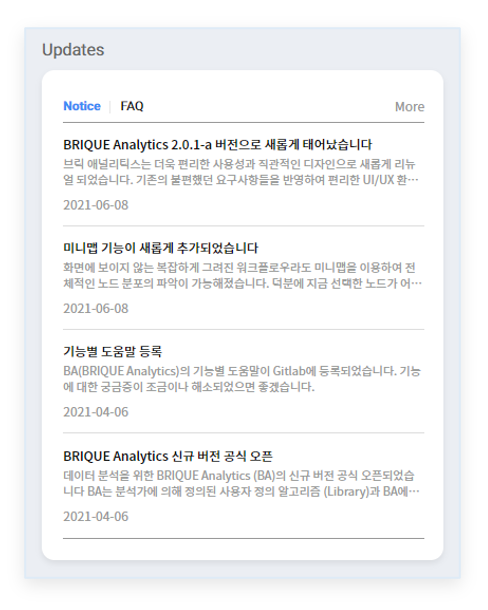 Updates
Notice FAQ More
BRIQUE Analytics 2.0.1-a 버전으로 새롭게 태어났습니다
브릭 애널리틱스는 더욱 편리한 사용성과 직관적인 디자인으로 새롭게 리뉴
얼 되었습니다. 기존의 불편했던 요구사항들을 반영하여 편리한 UI/UX 환…
2021-06-08
미니맵 기능이 새롭게 추가되었습니다
화면에 보이지 않는 복잡하게 그려진 워크플로우라도 미니맵을 이용하여 전
체적인 노드 분포의 파악이 가능해졌습니다. 덕분에 지금 선택한 노드가 어…
2021-06-08
기능별 도움말 등록
BA(BRIQUE Analytics)의 기능별 도움말이 Gitlab에 등록되었습니다. 기능
에 대한 궁금증이 조금이나 해소되었으면 좋겠습니다.
2021-04-06
BRIQUE Analytics 신규 버전 공식 오픈
데이터 분석을 위한 BRIQUE Analytics (BA)의 신규 버전 공식 오픈되었습
니다 BA는 분석가에 의해 정의된 사용자 정의 알고리즘 (Library)과 BA에…
2021-04-06